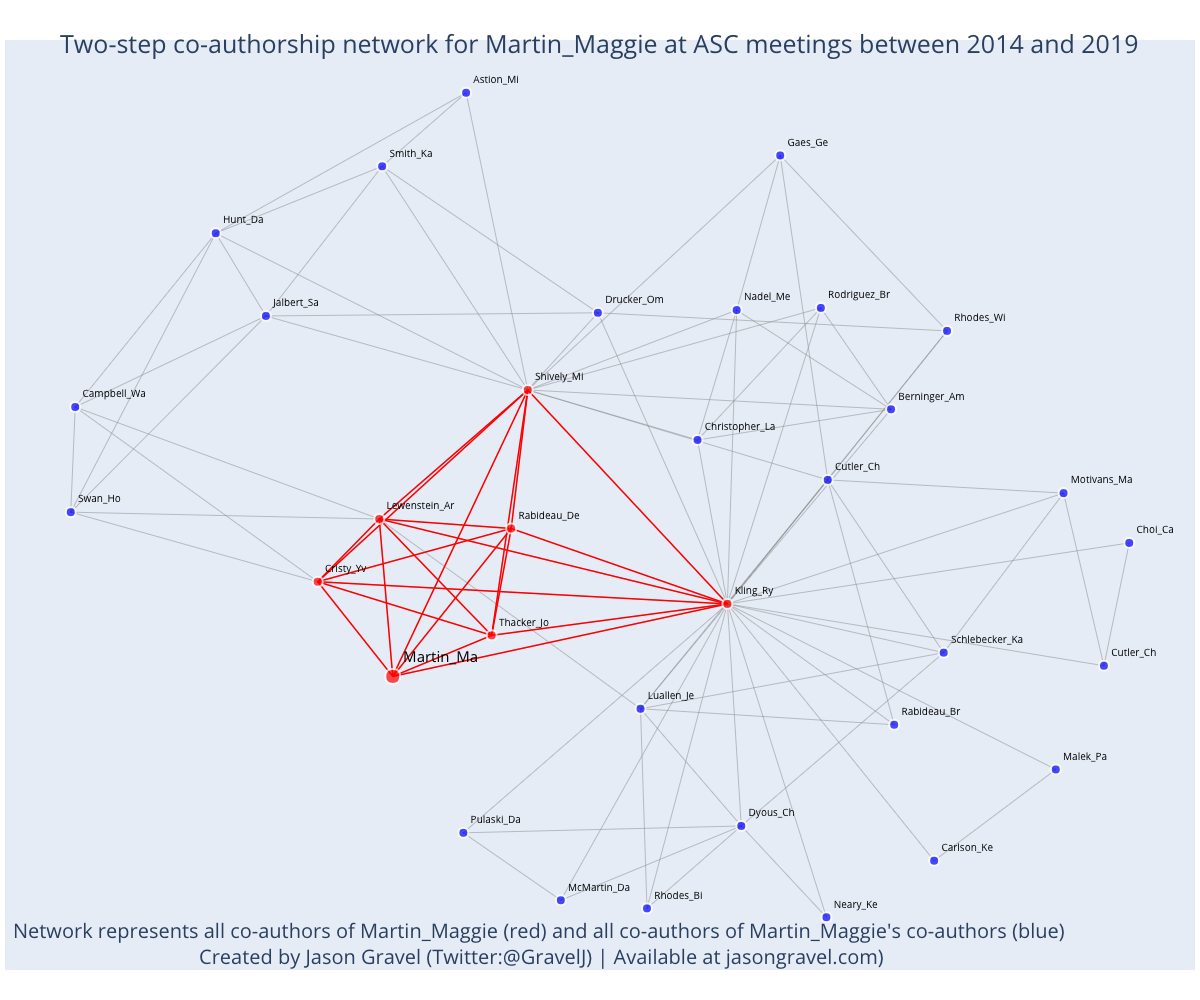 Two-step co-authorship network for Martin_Maggie at ASC meetings between 2014 and 2019
Astion_Mi
Gaes_Ge
Smith_Ka
Hunt_Da
Rodriguez_Br
Nadel_Me
Drucker_Om
Jalbert_Sa
Rhodes_Wi
Shively_Mi
Campbell_Wa
Berninger_Am
Christopher_La
Cutler_Ch
Motivans_Ma
Swan_Ho
Lewenstein_Ar
Rabideau_De
Choi_Ca
Cristy_Yv
Kling_Ry
Thacker_Jo
Schlebecker_Ka
Martin_Ma
Cutler_Ch
Luallen_Je
Rabideau_Br
Malek_Pa
Dyous_Ch
Pulaski_Da
Carlson_Ke
McMartin_Da
Rhodes_Bi
Neary_Ke
Network represents all co-authors of Martin_Maggie (red) and all co-authors of Martin_Maggie's co-authors (blue)
Created by Jason Gravel (Twitter:@GravelJ) | Available at jasongravel.com)